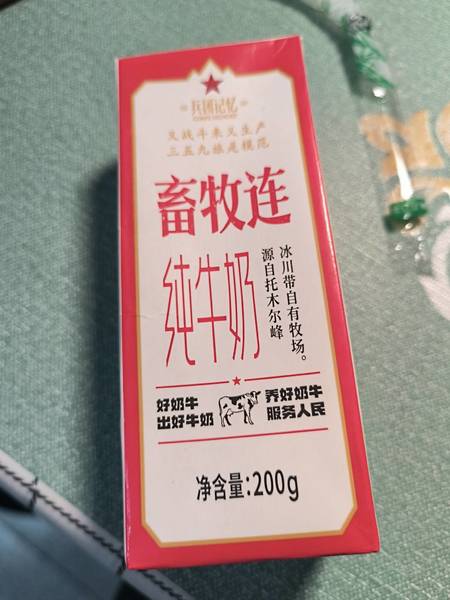 兵团记忆
又战斗来又生产
三五九旅是模范
畜牧连
纯牛奶
冰川带自有牧场。
源自托木尔峰
好奶牛
出好牛奶
养好奶牛
服务人民
净含量:200g